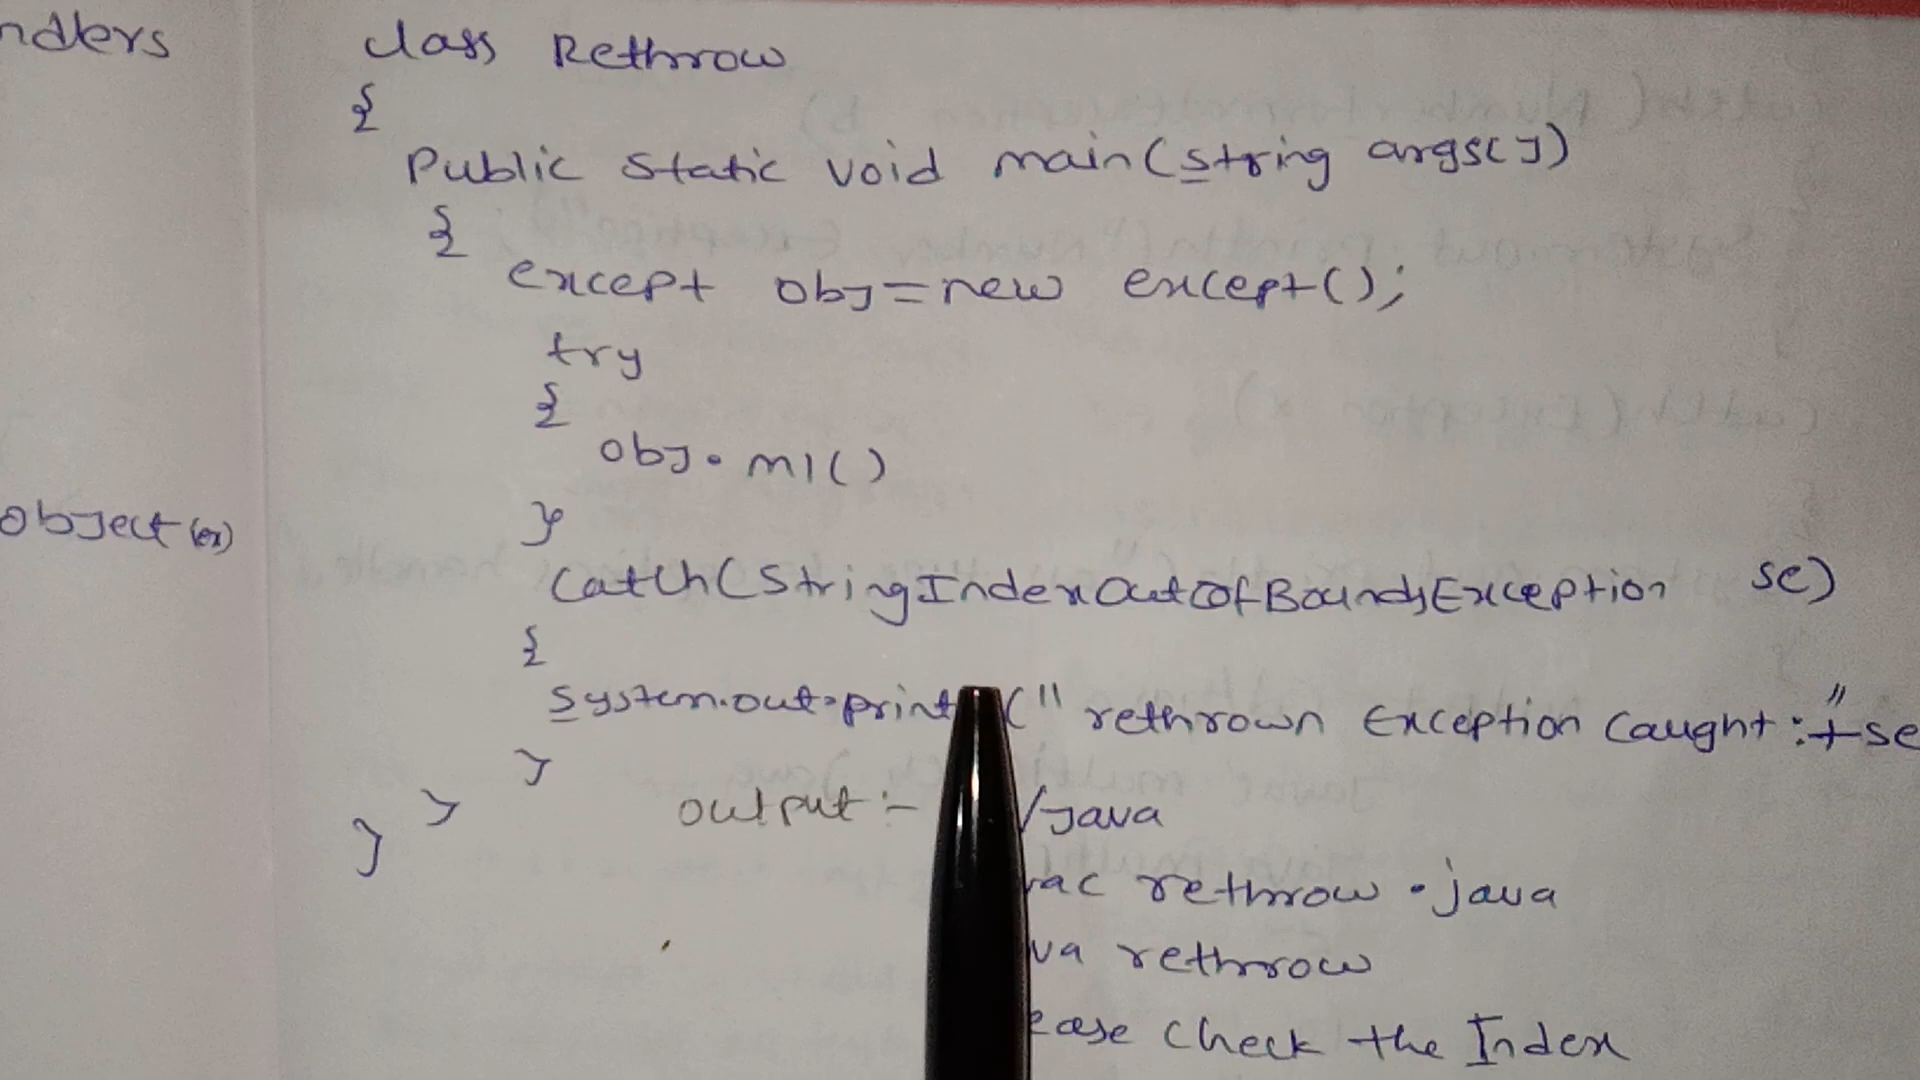 ndlers
class Rethrow
{
Public static void main(string args[])
{
except obj=new except();
try
{
obj.m1()
}
object (or)
catch(StringIndexOutOfBoundsException se)
{
System.out.print ("rethrown Exception Caught:"+se
}
}
}
output:- /java
ac rethrow.java
va rethrow
ease check the Index